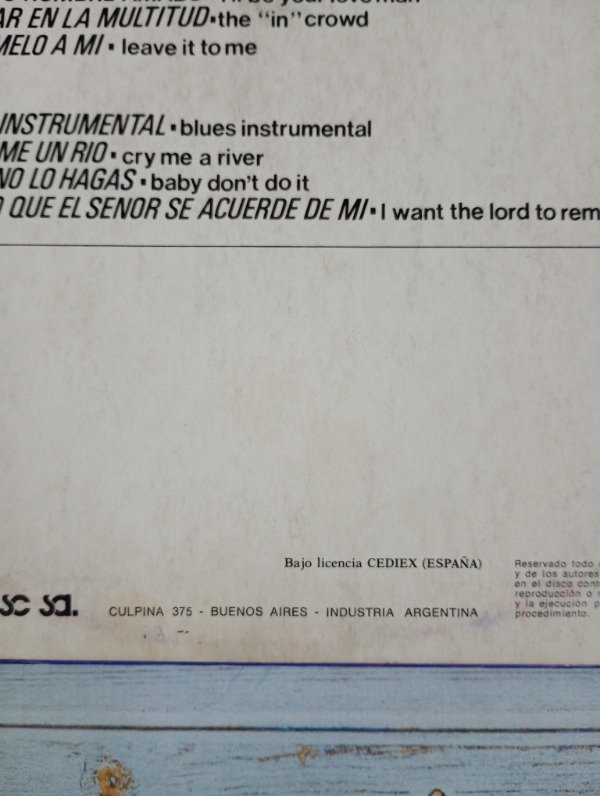 AR EN LA MULTITUD▪the "in" crowd
MELO A MI ▪ leave it to me
INSTRUMENTAL ▪ blues instrumental
ME UN RIO ▪ cry me a river
NO LO HAGAS ▪ baby don't do it
QUE EL SENOR SE ACUERDE DE MI ▪ I want the lord to rem
Bajo licencia CEDIEX (ESPAÑA)
sc sa. CULPINA 375 - BUENOS AIRES - INDUSTRIA ARGENTINA
Reservado todo
y de los autores
en el disco cont
reproducción o
y la ejecución p
procedimiento.